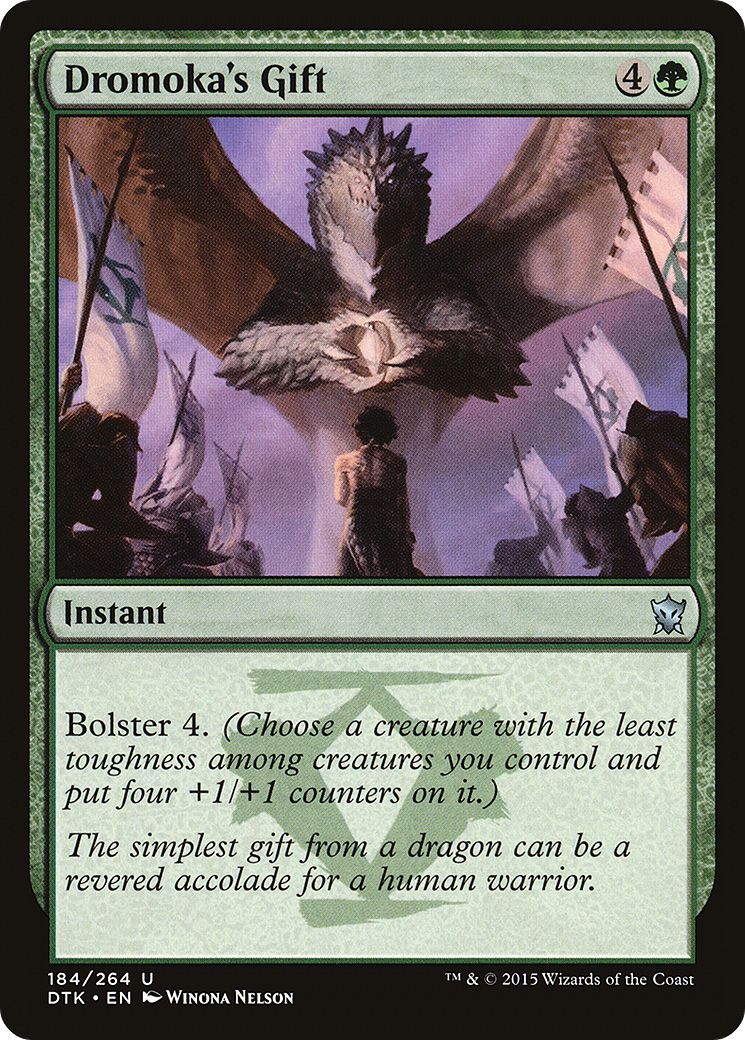 Dromoka's Gift 4
Instant
Bolster 4. (Choose a creature with the least
toughness among creatures you control and
put four +1/+1 counters on it.)
The simplest gift from a dragon can be a
revered accolade for a human warrior.
184/264 U
DTK • EN Winona Nelson
™ & © 2015 Wizards of the Coast